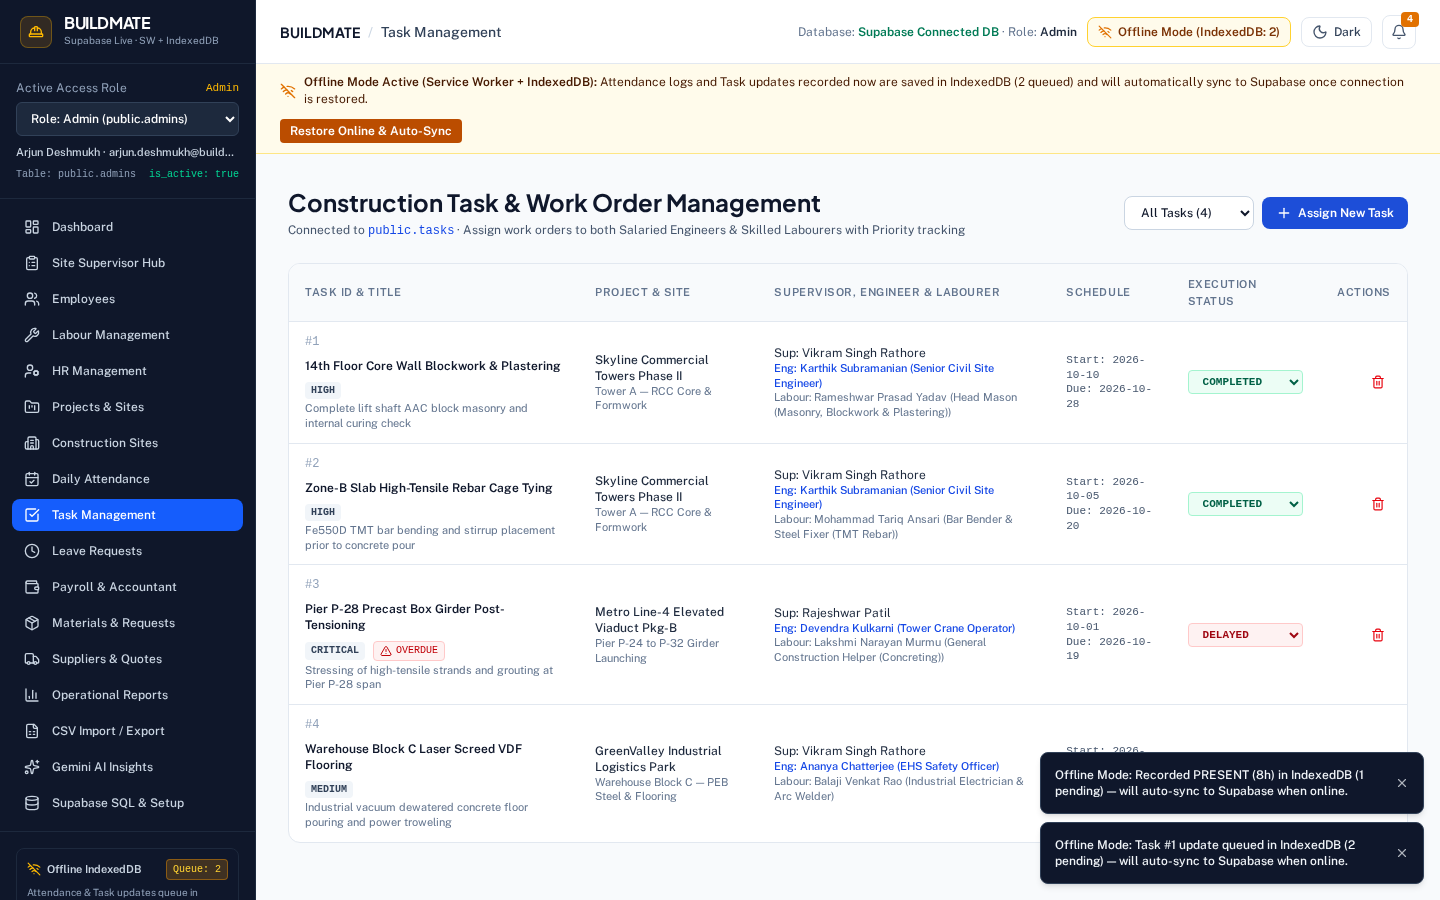 BUILDMATE
Supabase Live · SW + IndexedDB
Active Access Role
Admin
Role: Admin (public.admins)
Arjun Deshmukh · arjun.deshmukh@build...
Table: public.admins
is_active: true
Dashboard
Site Supervisor Hub
Employees
Labour Management
HR Management
Projects & Sites
Construction Sites
Daily Attendance
Task Management
Leave Requests
Payroll & Accountant
Materials & Requests
Suppliers & Quotes
Operational Reports
CSV Import / Export
Gemini AI Insights
Supabase SQL & Setup
Offline IndexedDB
Queue: 2
Attendance & Task updates queue in
BUILDMATE / Task Management
Database: Supabase Connected DB · Role: Admin
Offline Mode (IndexedDB: 2)
Dark
4
Offline Mode Active (Service Worker + IndexedDB): Attendance logs and Task updates recorded now are saved in IndexedDB (2 queued) and will automatically sync to Supabase once connection
is restored.
Restore Online & Auto-Sync
Construction Task & Work Order Management
Connected to public.tasks · Assign work orders to both Salaried Engineers & Skilled Labourers with Priority tracking
All Tasks (4)
Assign New Task
TASK ID & TITLE
PROJECT & SITE
SUPERVISOR, ENGINEER & LABOURER
SCHEDULE
EXECUTION
STATUS
ACTIONS
#1
14th Floor Core Wall Blockwork & Plastering
HIGH
Complete lift shaft AAC block masonry and
internal curing check
Skyline Commercial
Towers Phase II
Tower A — RCC Core &
Formwork
Sup: Vikram Singh Rathore
Eng: Karthik Subramanian (Senior Civil Site
Engineer)
Labour: Rameshwar Prasad Yadav (Head Mason
(Masonry, Blockwork & Plastering))
Start: 2026-
10-10
Due: 2026-10-
28
COMPLETED
#2
Zone-B Slab High-Tensile Rebar Cage Tying
HIGH
Fe550D TMT bar bending and stirrup placement
prior to concrete pour
Skyline Commercial
Towers Phase II
Tower A — RCC Core &
Formwork
Sup: Vikram Singh Rathore
Eng: Karthik Subramanian (Senior Civil Site
Engineer)
Labour: Mohammad Tariq Ansari (Bar Bender &
Steel Fixer (TMT Rebar))
Start: 2026-
10-05
Due: 2026-10-
20
COMPLETED
#3
Pier P-28 Precast Box Girder Post-
Tensioning
CRITICAL
OVERDUE
Stressing of high-tensile strands and grouting at
Pier P-28 span
Metro Line-4 Elevated
Viaduct Pkg-B
Pier P-24 to P-32 Girder
Launching
Sup: Rajeshwar Patil
Eng: Devendra Kulkarni (Tower Crane Operator)
Labour: Lakshmi Narayan Murmu (General
Construction Helper (Concreting))
Start: 2026-
10-01
Due: 2026-10-
19
DELAYED
#4
Warehouse Block C Laser Screed VDF
Flooring
MEDIUM
Industrial vacuum dewatered concrete floor
pouring and power troweling
GreenValley Industrial
Logistics Park
Warehouse Block C — PEB
Steel & Flooring
Sup: Vikram Singh Rathore
Eng: Ananya Chatterjee (EHS Safety Officer)
Labour: Balaji Venkat Rao (Industrial Electrician &
Arc Welder)
Start: 2026-
Offline Mode: Recorded PRESENT (8h) in IndexedDB (1
pending) — will auto-sync to Supabase when online.
Offline Mode: Task #1 update queued in IndexedDB (2
pending) — will auto-sync to Supabase when online.